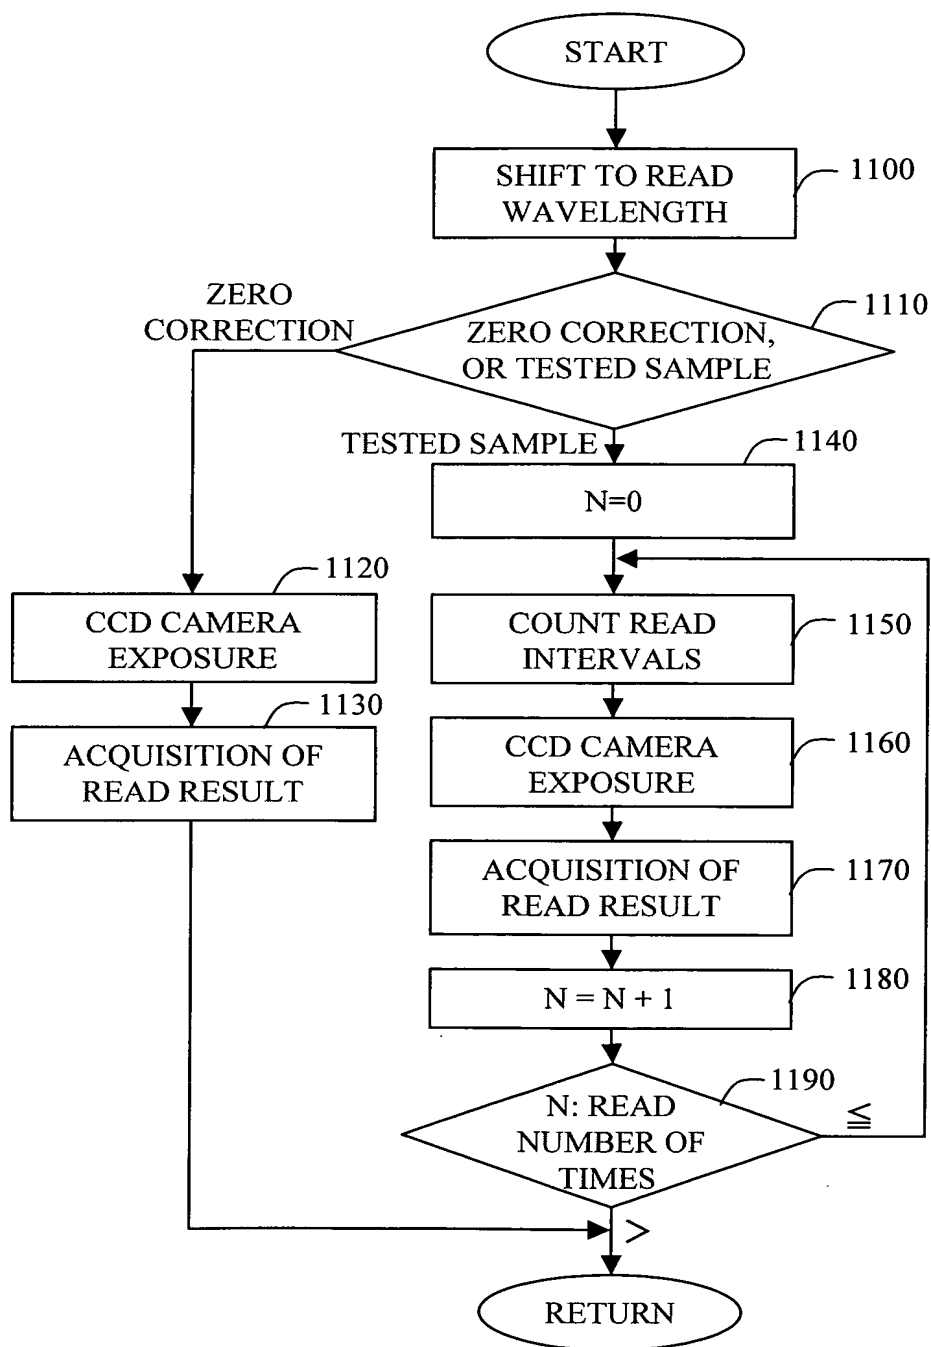 START
SHIFT TO READ
WAVELENGTH
1100
ZERO
CORRECTION
ZERO CORRECTION,
OR TESTED SAMPLE
1110
TESTED SAMPLE
1140
N=0
1120
CCD CAMERA
EXPOSURE
COUNT READ
INTERVALS
1150
1130
ACQUISITION OF
READ RESULT
CCD CAMERA
EXPOSURE
1160
ACQUISITION OF
READ RESULT
1170
N = N + 1
1180
1190
N: READ
NUMBER OF
TIMES
≦
>
RETURN